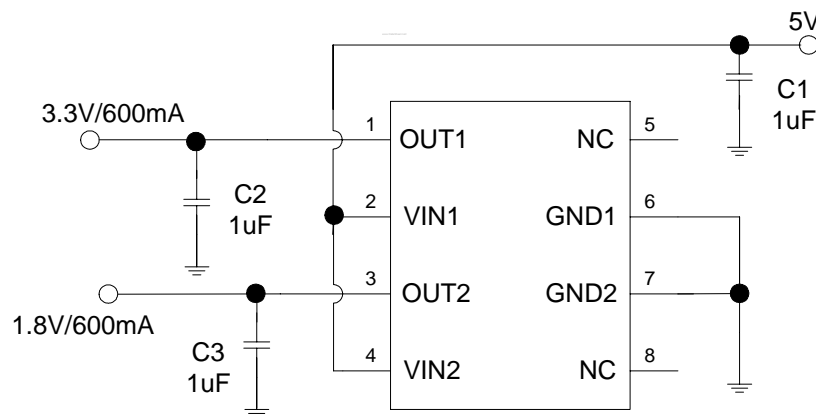 5V
C1
1uF
3.3V/600mA
1
OUT1
NC
5
C2
1uF
2
VIN1
GND1
6
3
OUT2
GND2
7
1.8V/600mA
C3
1uF
4
VIN2
NC
8